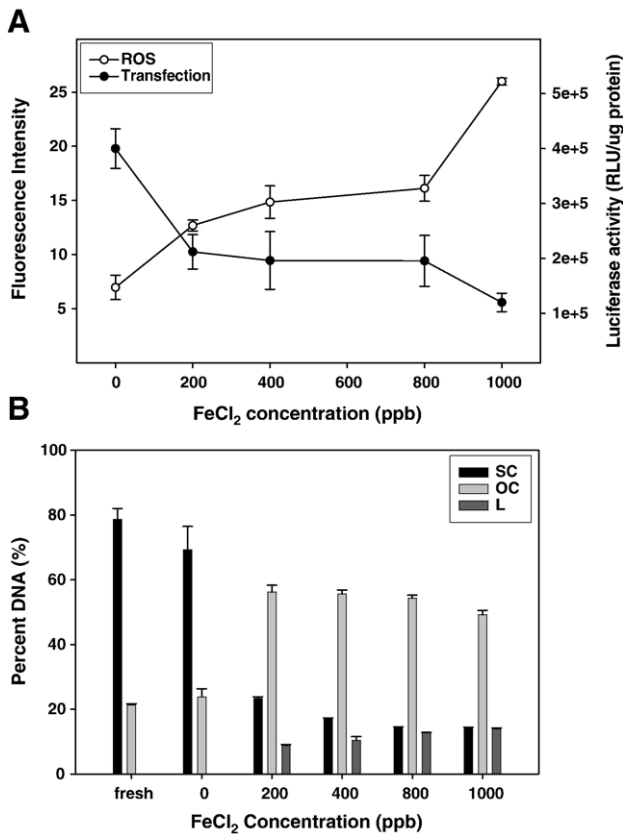 A
ROS
Transfection
25
20
15
10
5
Fluorescence Intensity
5e+5
4e+5
3e+5
2e+5
1e+5
Luciferase activity (RLU/ug protein)
0 200 400 600 800 1000
FeCl₂ concentration (ppb)
B
SC
OC
L
100
80
60
40
20
0
Percent DNA (%)
fresh 0 200 400 800 1000
FeCl₂ Concentration (ppb)